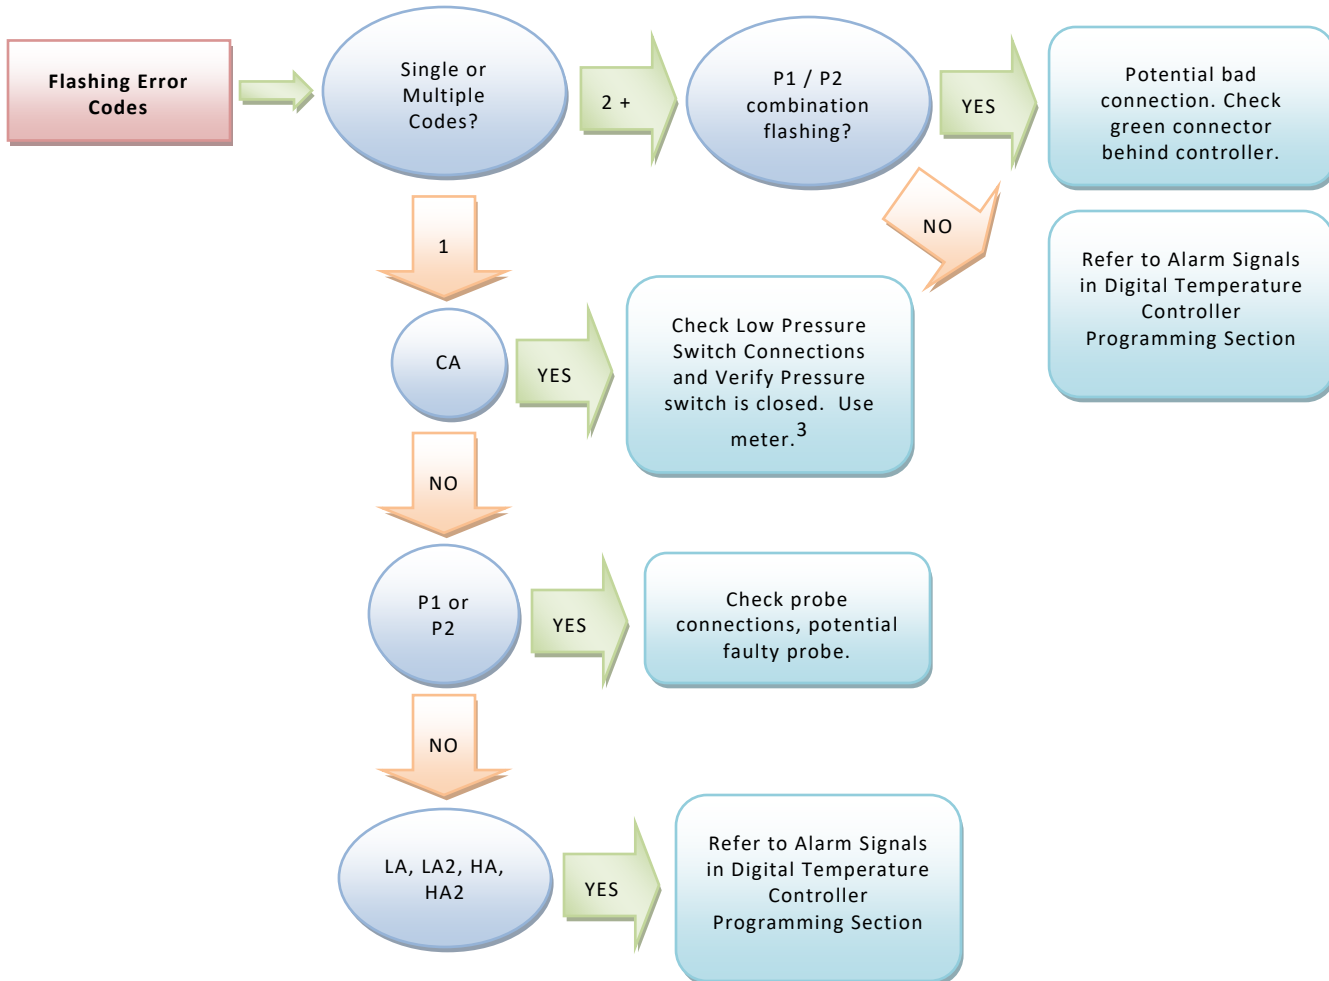 Flashing Error
Codes
Single or
Multiple
Codes?
2 +
P1 / P2
combination
flashing?
YES
Potential bad
connection. Check
green connector
behind controller.
NO
Refer to Alarm Signals
in Digital Temperature
Controller
Programming Section
1
CA
YES
Check Low Pressure
Switch Connections
and Verify Pressure
switch is closed.  Use
meter.3
NO
P1 or
P2
YES
Check probe
connections, potential
faulty probe.
NO
LA, LA2, HA,
HA2
YES
Refer to Alarm Signals
in Digital Temperature
Controller
Programming Section